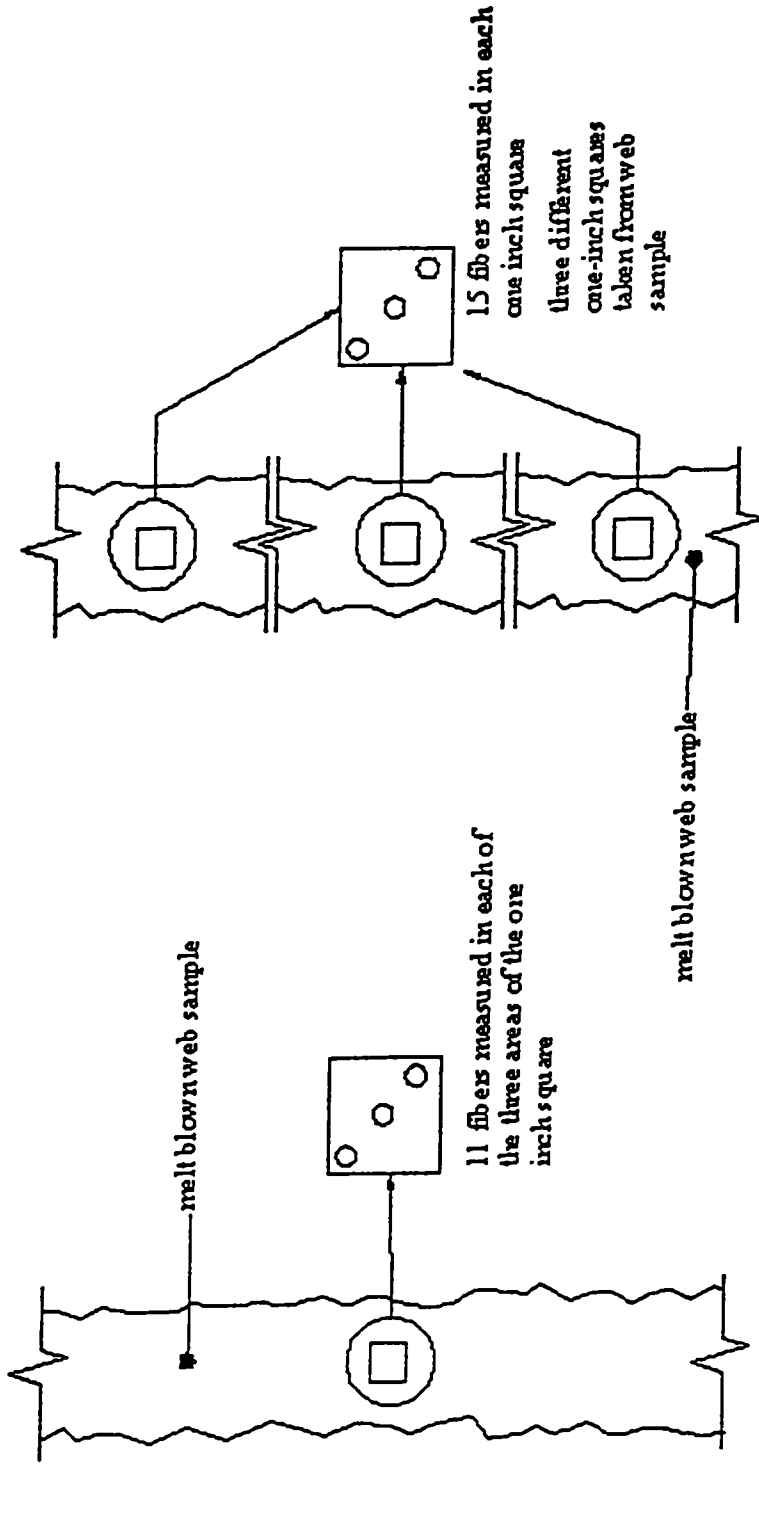 melt blown web sample
11 fibers measured in each of
the three areas of the one
inch square
15 fibers measured in each
one inch square
three different
one-inch squares
taken from web
sample
melt blown web sample